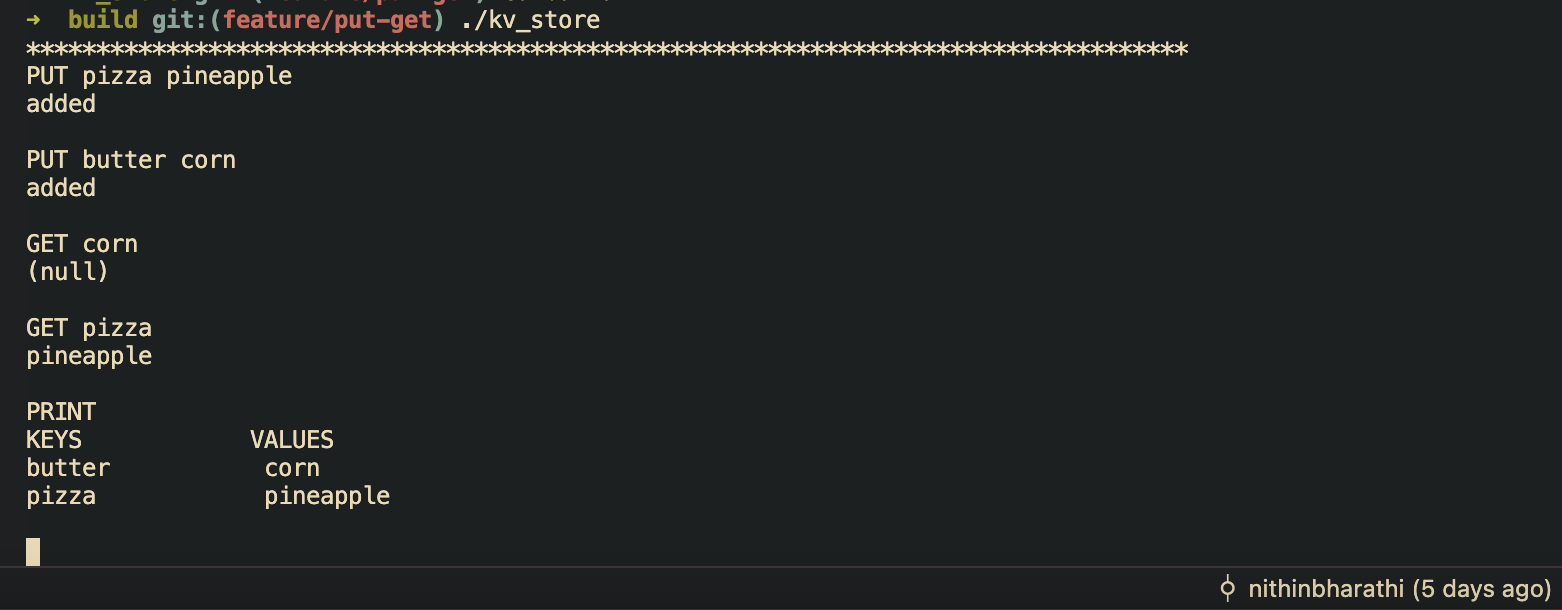 ➜  build git:(feature/put-get) ./kv_store
***********************************************************************************
PUT pizza pineapple
added
PUT butter corn
added
GET corn
(null)
GET pizza
pineapple
PRINT
KEYS            VALUES
butter           corn
pizza            pineapple
nithinbharathi (5 days ago)